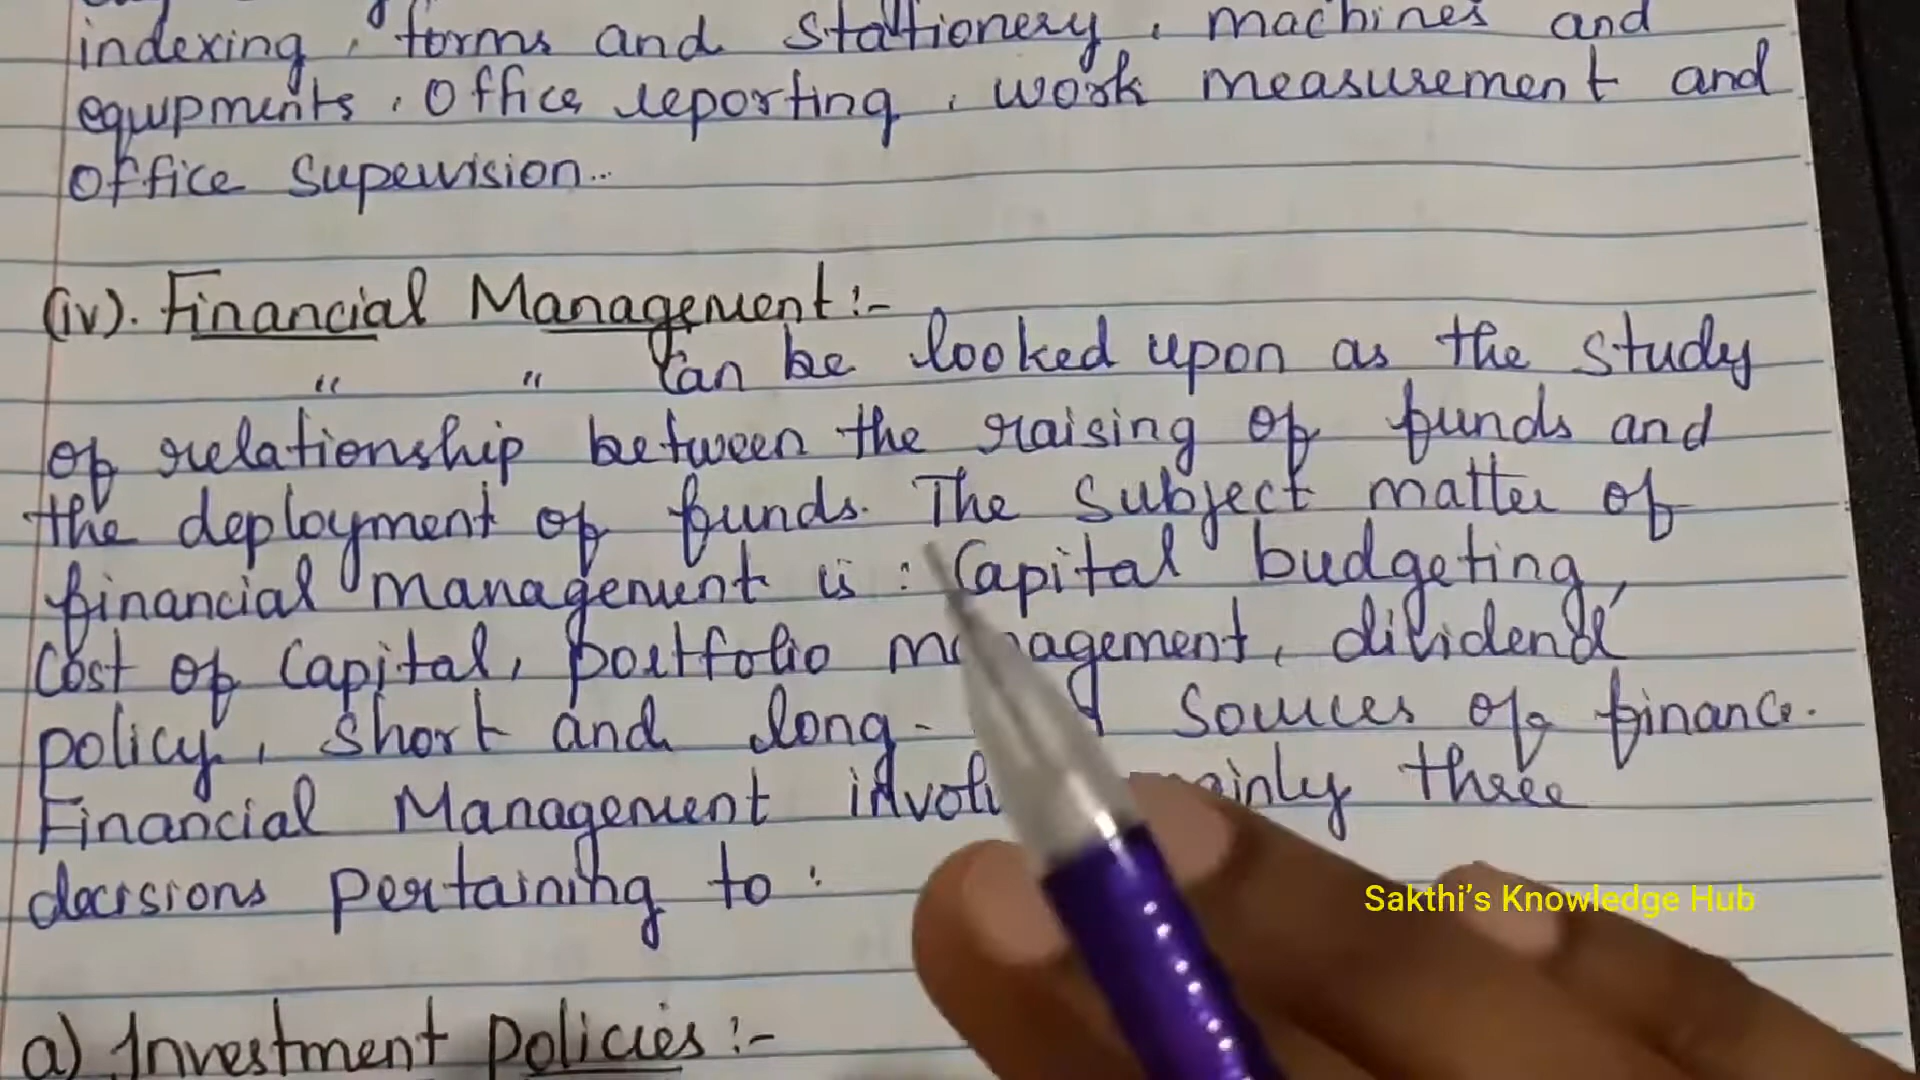 indexing, forms and stationery, machines and
equipments, Office reporting, work measurement and
Office Supervision..
(iv). Financial Management:-
" " Can be looked upon as the study
of relationship between the raising of funds and
the deployment of funds. The Subject matter of
financial management is: Capital budgeting,
Cost of Capital, portfolio management, dividend
policy, Short and long- Sources of finance.
Financial Management three
decisions pertaining to:
Sakthi's Knowledge Hub
a) Investment policies:-